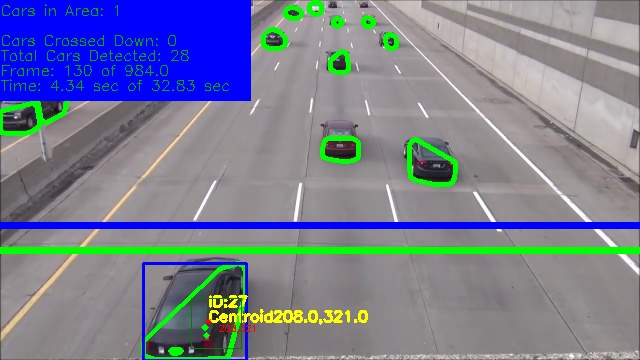 Cars in Area: 1
Cars Crossed Down: 0
Total Cars Detected: 28
Frame: 130 of 984.0
Time: 4.34 sec of 32.83 sec
iD:27
Centroid208.0,321.0